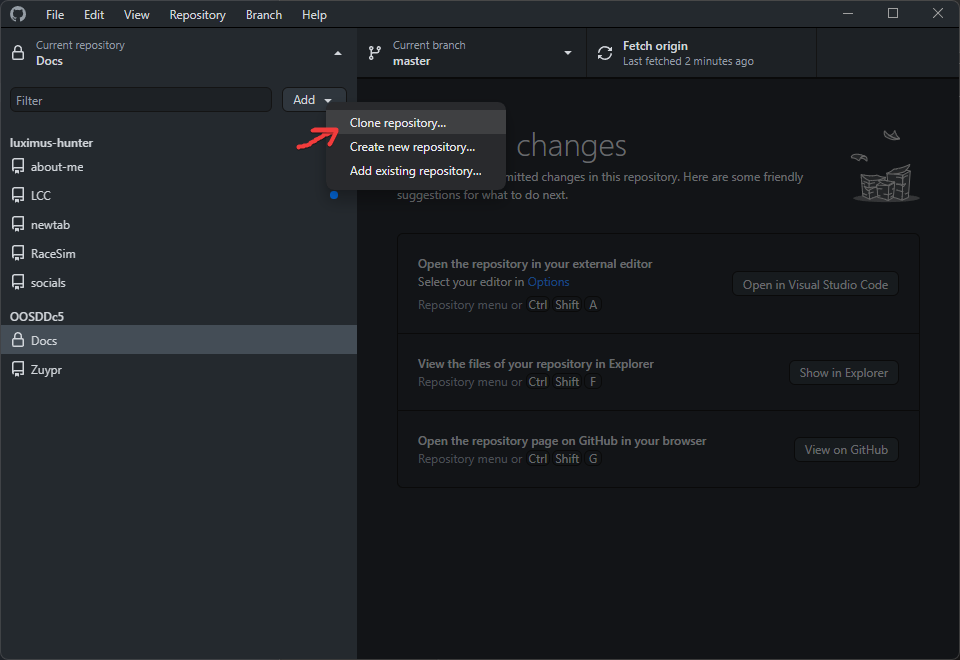 File Edit View Repository Branch Help
Current repository
Docs
Current branch
master
Fetch origin
Last fetched 2 minutes ago
Filter
Add
Clone repository...
Create new repository...
Add existing repository...
luximus-hunter
about-me
LCC
newtab
RaceSim
socials
OOSDDc5
Docs
Zuypr
changes
mitted changes in this repository. Here are some friendly
suggestions for what to do next.
Open the repository in your external editor
Select your editor in Options
Repository menu or Ctrl Shift A
Open in Visual Studio Code
View the files of your repository in Explorer
Repository menu or Ctrl Shift F
Show in Explorer
Open the repository page on GitHub in your browser
Repository menu or Ctrl Shift G
View on GitHub